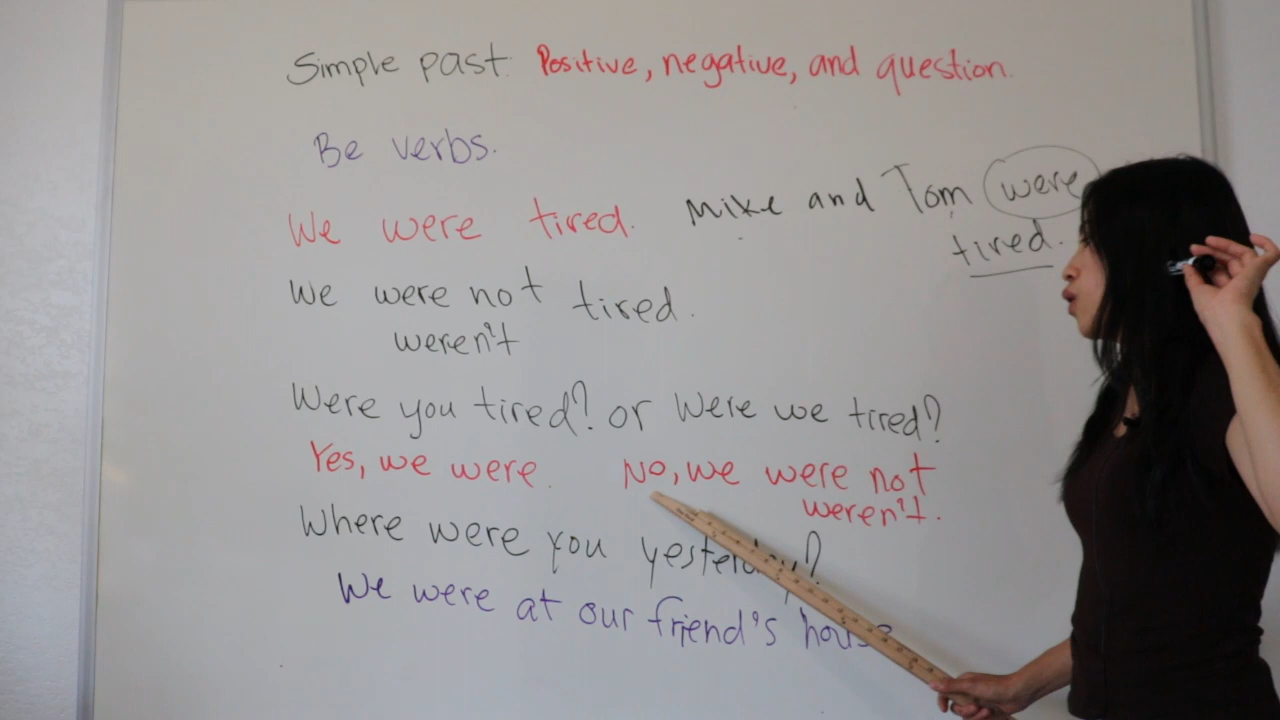 Simple past: Positive, negative, and question.
Be verbs.
We were tired. Mike and Tom were
tired.
We were not tired.
weren't
Were you tired? or Were we tired?
Yes, we were. No, we were not
weren't.
Where were you yesterday?
We were at our friend's house